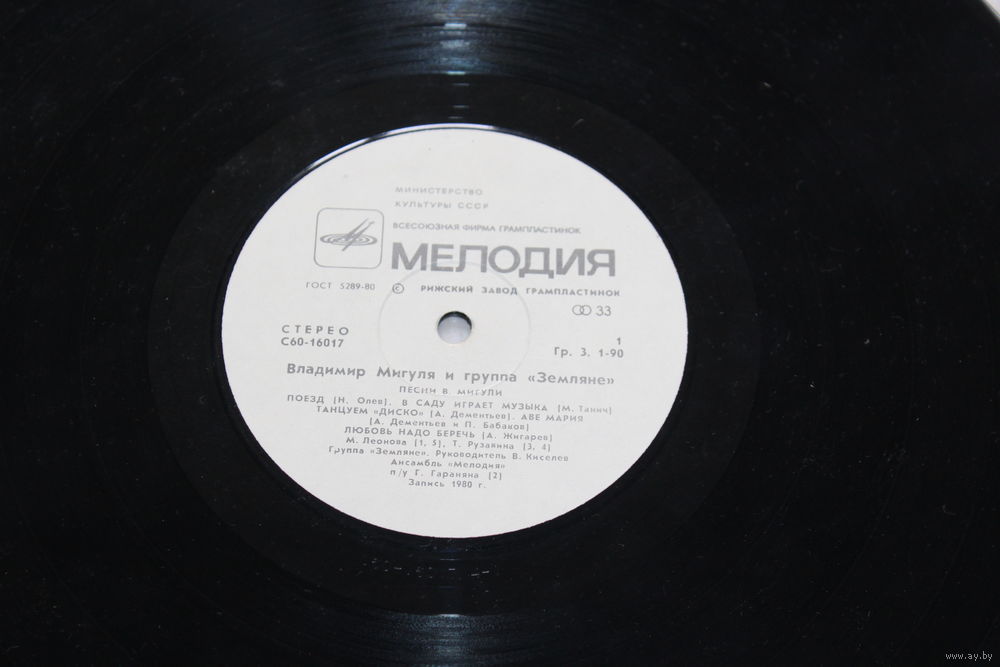 МИНИСТЕРСТВО
КУЛЬТУРЫ СССР
ВСЕСОЮЗНАЯ ФИРМА ГРАМПЛАСТИНОК
МЕЛОДИЯ
ГОСТ 5289-80 © РИЖСКИЙ ЗАВОД ГРАМПЛАСТИНОК
33
СТЕРЕО
С60-16017
1
Гр. 3. 1-90
Владимир Мигуля и группа «Земляне»
ПЕСНИ В. МИГУЛИ
ПОЕЗД (Н. Олев). В САДУ ИГРАЕТ МУЗЫКА (М. Танич)
ТАНЦУЕМ «ДИСКО» (А. Дементьев). АВЕ МАРИЯ
(А. Дементьев и П. Бабаков)
ЛЮБОВЬ НАДО БЕРЕЧЬ (А. Жигарев)
М. Леонова (1, 5), Т. Рузавина (3, 4)
Группа «Земляне». Руководитель В. Киселев
Ансамбль «Мелодия»
п/у Г. Гараняна (2)
Запись 1980 г.
www.ay.by